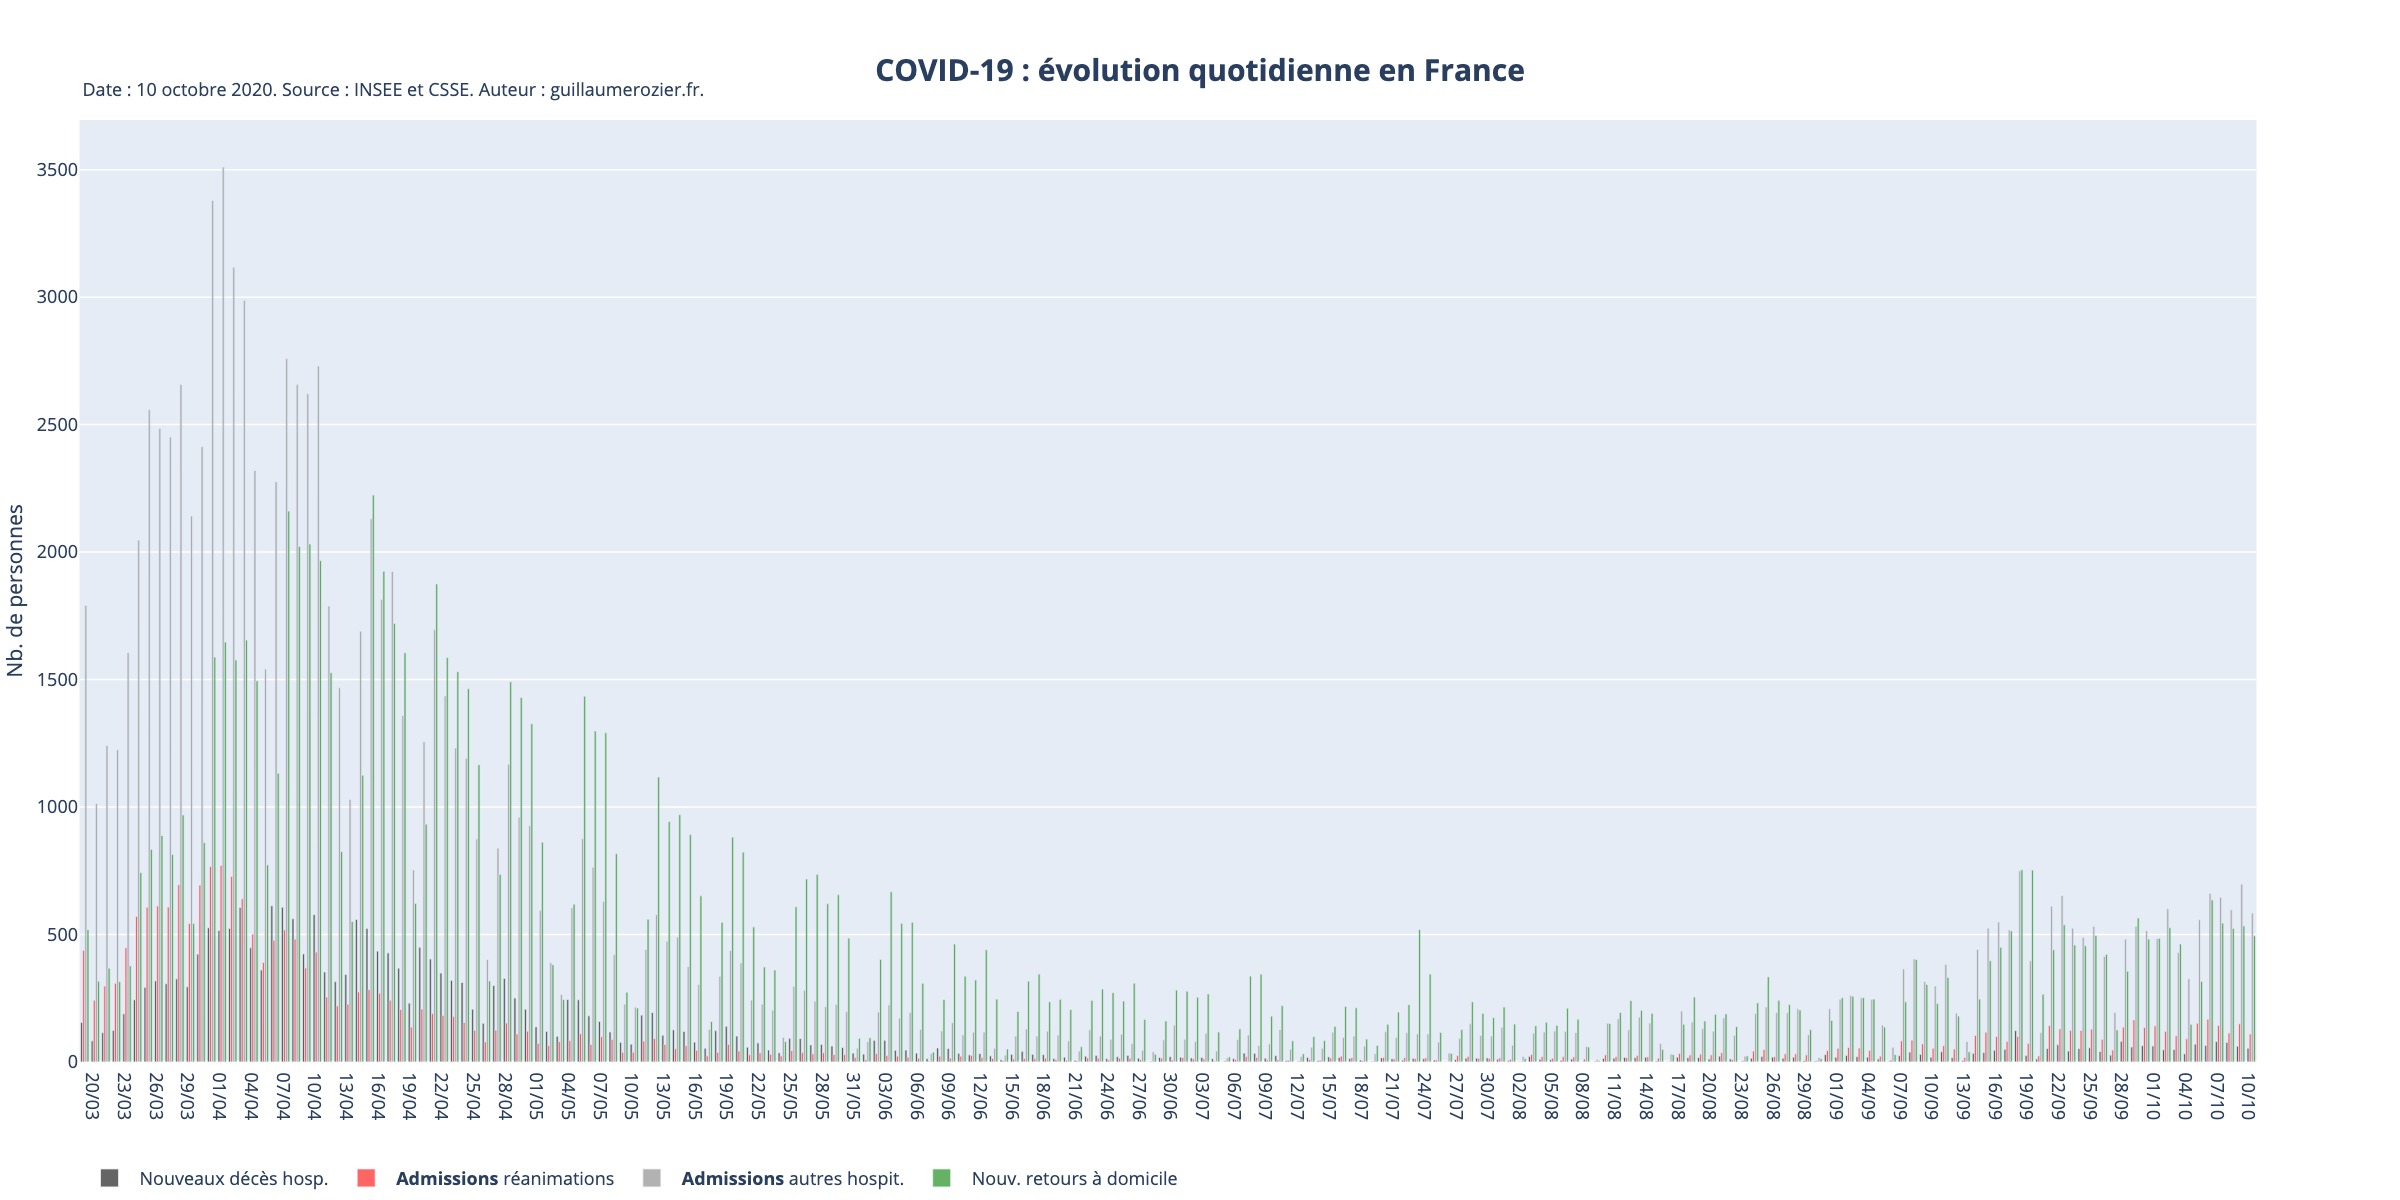 COVID-19 : évolution quotidienne en France
Date : 10 octobre 2020. Source : INSEE et CSSE. Auteur : guillaumerozier.fr.
Nb. de personnes
3500
3000
2500
2000
1500
1000
500
0
20/03 23/03 26/03 29/03 01/04 04/04 07/04 10/04 13/04 16/04 19/04 22/04 25/04 28/04 01/05 04/05 07/05 10/05 13/05 16/05 19/05 22/05 25/05 28/05 31/05 03/06 06/06 09/06 12/06 15/06 18/06 21/06 24/06 27/06 30/06 03/07 06/07 09/07 12/07 15/07 18/07 21/07 24/07 27/07 30/07 02/08 05/08 08/08 11/08 14/08 17/08 20/08 23/08 26/08 29/08 01/09 04/09 07/09 10/09 13/09 16/09 19/09 22/09 25/09 28/09 01/10 04/10 07/10 10/10
Nouveaux décès hosp. Admissions réanimations Admissions autres hospit. Nouv. retours à domicile